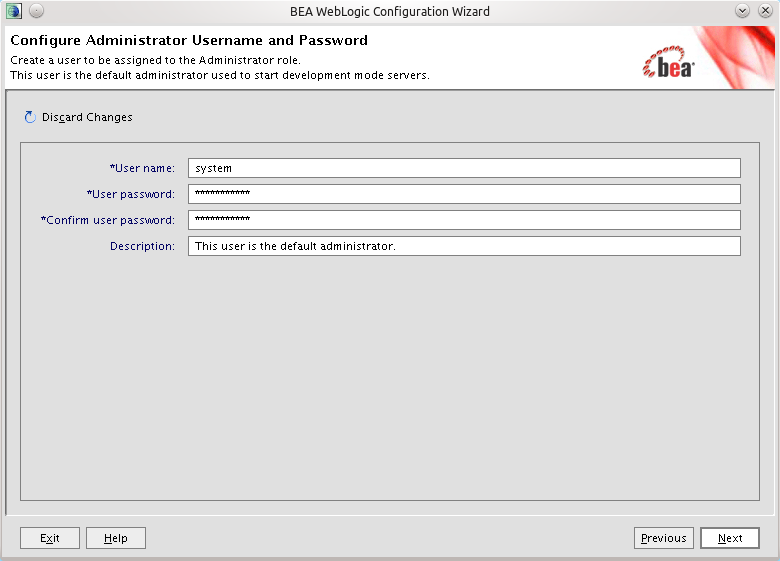 BEA WebLogic Configuration Wizard
Configure Administrator Username and Password
Create a user to be assigned to the Administrator role.
This user is the default administrator used to start development mode servers.
bea
Discard Changes
*User name: system
*User password: ***********
*Confirm user password: ***********
Description: This user is the default administrator.
Exit Help Previous Next